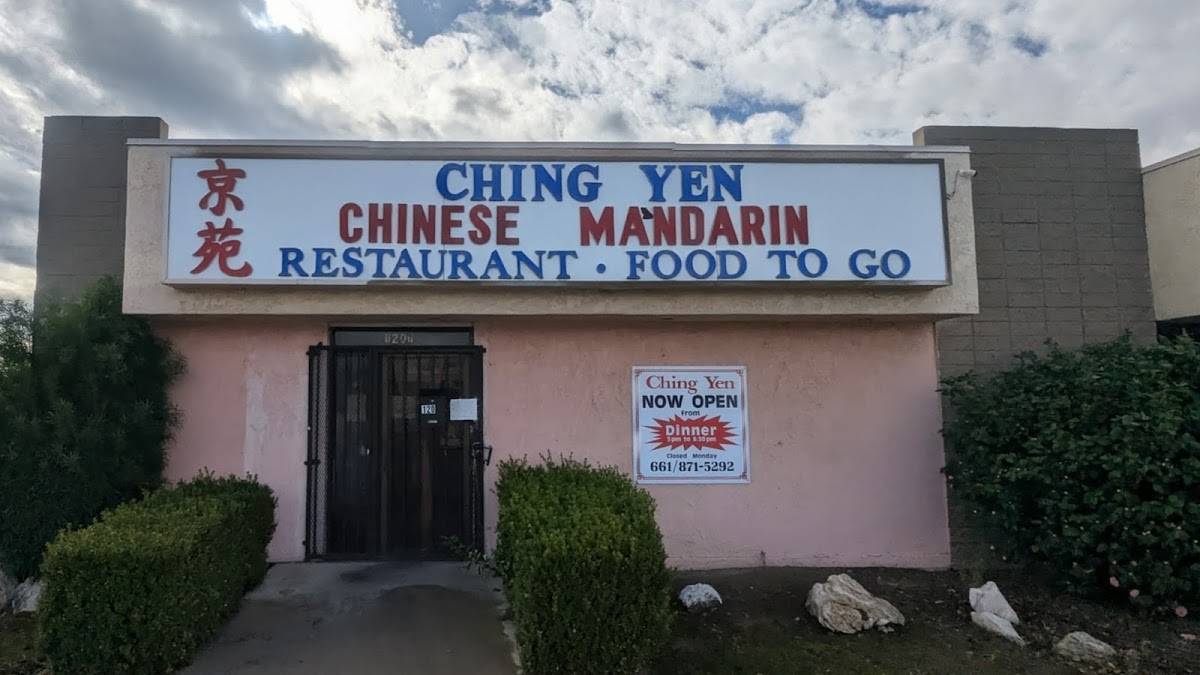 京苑
CHING YEN
CHINESE MANDARIN
RESTAURANT · FOOD TO GO
Ching Yen
NOW OPEN
From
Dinner
Closed Monday
661/871-5292